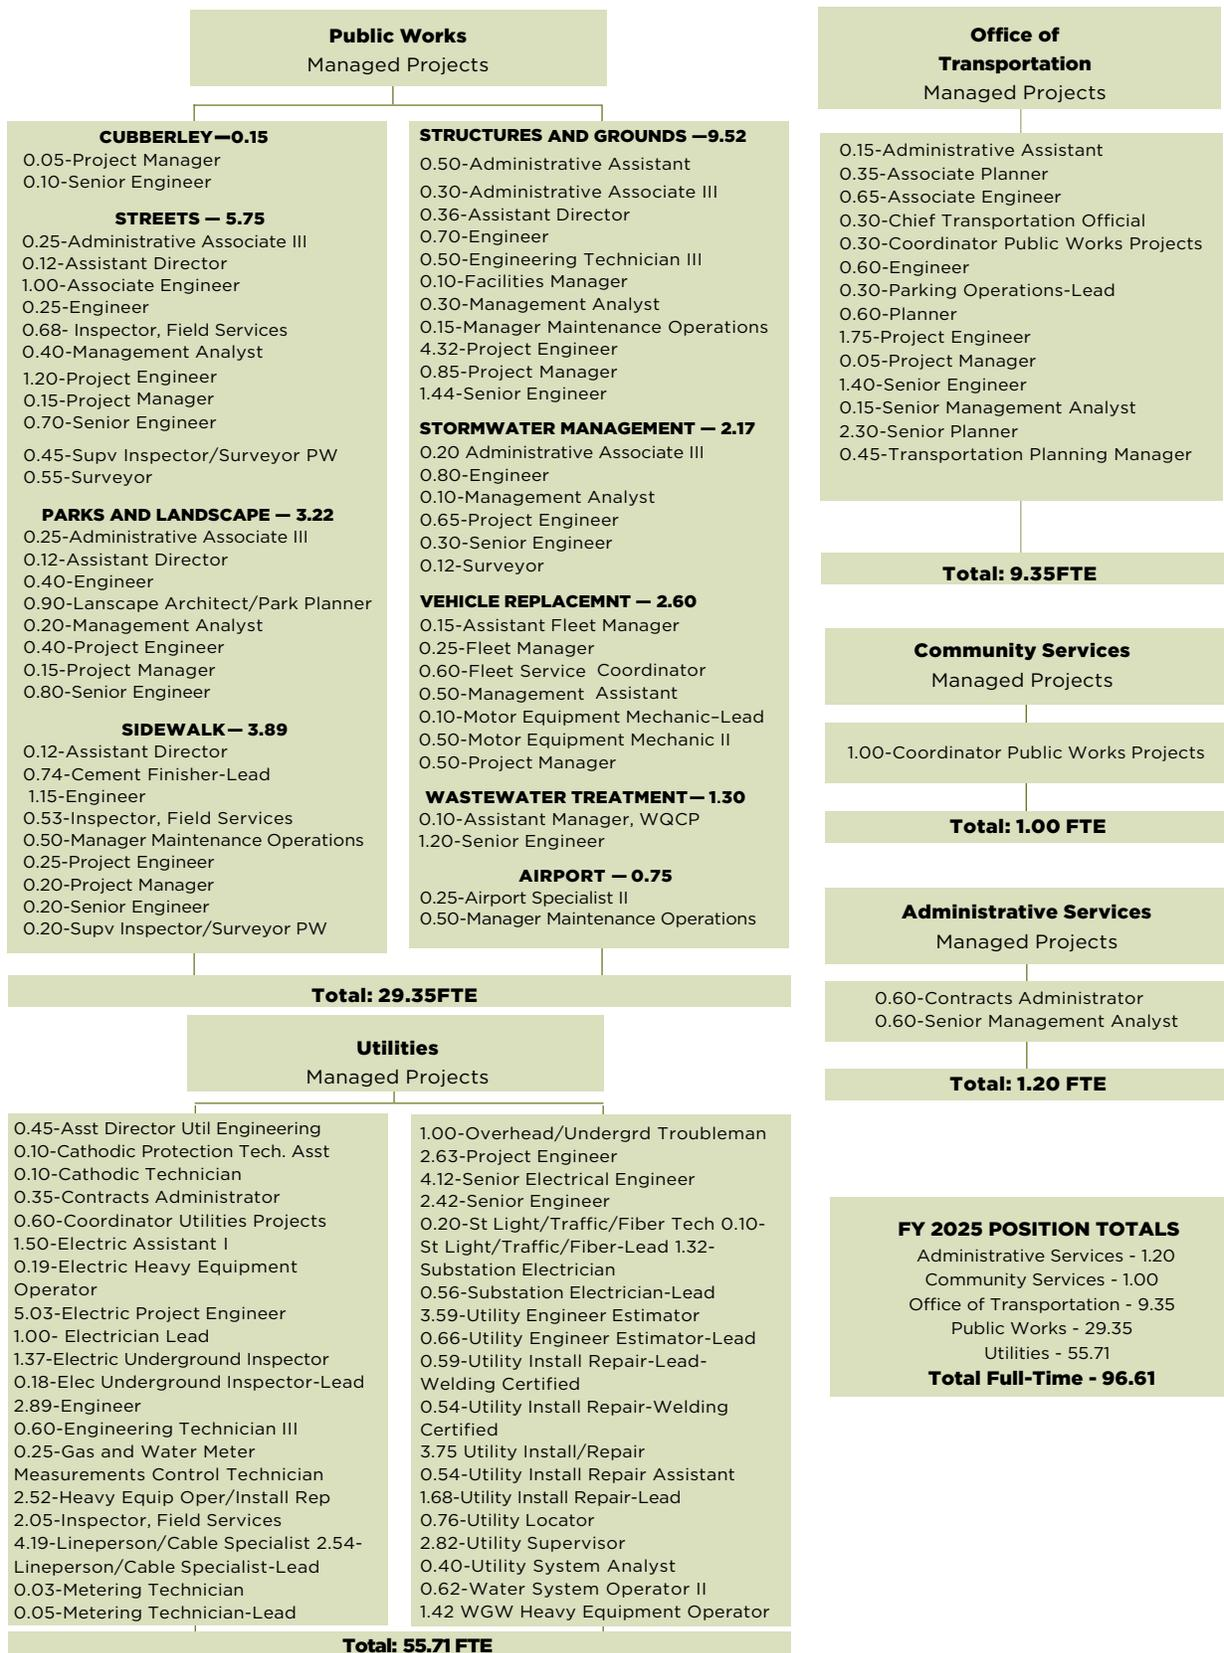 Public Works
Managed Projects
CUBBERLEY—0.15
0.05-Project Manager
0.10-Senior Engineer
STREETS — 5.75
0.25-Administrative Associate III
0.12-Assistant Director
1.00-Associate Engineer
0.25-Engineer
0.68- Inspector, Field Services
0.40-Management Analyst
1.20-Project Engineer
0.15-Project Manager
0.70-Senior Engineer
0.45-Supv Inspector/Surveyor PW
0.55-Surveyor
PARKS AND LANDSCAPE — 3.22
0.25-Administrative Associate III
0.12-Assistant Director
0.40-Engineer
0.90-Lanscape Architect/Park Planner
0.20-Management Analyst
0.40-Project Engineer
0.15-Project Manager
0.80-Senior Engineer
SIDEWALK— 3.89
0.12-Assistant Director
0.74-Cement Finisher-Lead
1.15-Engineer
0.53-Inspector, Field Services
0.50-Manager Maintenance Operations
0.25-Project Engineer
0.20-Project Manager
0.20-Senior Engineer
0.20-Supv Inspector/Surveyor PW
STRUCTURES AND GROUNDS —9.52
0.50-Administrative Assistant
0.30-Administrative Associate III
0.36-Assistant Director
0.70-Engineer
0.50-Engineering Technician III
0.10-Facilities Manager
0.30-Management Analyst
0.15-Manager Maintenance Operations
4.32-Project Engineer
0.85-Project Manager
1.44-Senior Engineer
STORMWATER MANAGEMENT — 2.17
0.20 Administrative Associate III
0.80-Engineer
0.10-Management Analyst
0.65-Project Engineer
0.30-Senior Engineer
0.12-Surveyor
VEHICLE REPLACEMNT — 2.60
0.15-Assistant Fleet Manager
0.25-Fleet Manager
0.60-Fleet Service Coordinator
0.50-Management Assistant
0.10-Motor Equipment Mechanic–Lead
0.50-Motor Equipment Mechanic II
0.50-Project Manager
WASTEWATER TREATMENT— 1.30
0.10-Assistant Manager, WQCP
1.20-Senior Engineer
AIRPORT — 0.75
0.25-Airport Specialist II
0.50-Manager Maintenance Operations
Total: 29.35FTE
Utilities
Managed Projects
0.45-Asst Director Util Engineering
0.10-Cathodic Protection Tech. Asst
0.10-Cathodic Technician
0.35-Contracts Administrator
0.60-Coordinator Utilities Projects
1.50-Electric Assistant I
0.19-Electric Heavy Equipment
Operator
5.03-Electric Project Engineer
1.00- Electrician Lead
1.37-Electric Underground Inspector
0.18-Elec Underground Inspector-Lead
2.89-Engineer
0.60-Engineering Technician III
0.25-Gas and Water Meter
Measurements Control Technician
2.52-Heavy Equip Oper/Install Rep
2.05-Inspector, Field Services
4.19-Lineperson/Cable Specialist 2.54-
Lineperson/Cable Specialist-Lead
0.03-Metering Technician
0.05-Metering Technician-Lead
1.00-Overhead/Undergrd Troubleman
2.63-Project Engineer
4.12-Senior Electrical Engineer
2.42-Senior Engineer
0.20-St Light/Traffic/Fiber Tech 0.10-
St Light/Traffic/Fiber-Lead 1.32-
Substation Electrician
0.56-Substation Electrician-Lead
3.59-Utility Engineer Estimator
0.66-Utility Engineer Estimator-Lead
0.59-Utility Install Repair-Lead-
Welding Certified
0.54-Utility Install Repair-Welding
Certified
3.75 Utility Install/Repair
0.54-Utility Install Repair Assistant
1.68-Utility Install Repair-Lead
0.76-Utility Locator
2.82-Utility Supervisor
0.40-Utility System Analyst
0.62-Water System Operator II
1.42 WGW Heavy Equipment Operator
Total: 55.71 FTE
Office of
Transportation
Managed Projects
0.15-Administrative Assistant
0.35-Associate Planner
0.65-Associate Engineer
0.30-Chief Transportation Official
0.30-Coordinator Public Works Projects
0.60-Engineer
0.30-Parking Operations-Lead
0.60-Planner
1.75-Project Engineer
0.05-Project Manager
1.40-Senior Engineer
0.15-Senior Management Analyst
2.30-Senior Planner
0.45-Transportation Planning Manager
Total: 9.35FTE
Community Services
Managed Projects
1.00-Coordinator Public Works Projects
Total: 1.00 FTE
Administrative Services
Managed Projects
0.60-Contracts Administrator
0.60-Senior Management Analyst
Total: 1.20 FTE
FY 2025 POSITION TOTALS
Administrative Services - 1.20
Community Services - 1.00
Office of Transportation - 9.35
Public Works - 29.35
Utilities - 55.71
Total Full-Time - 96.61